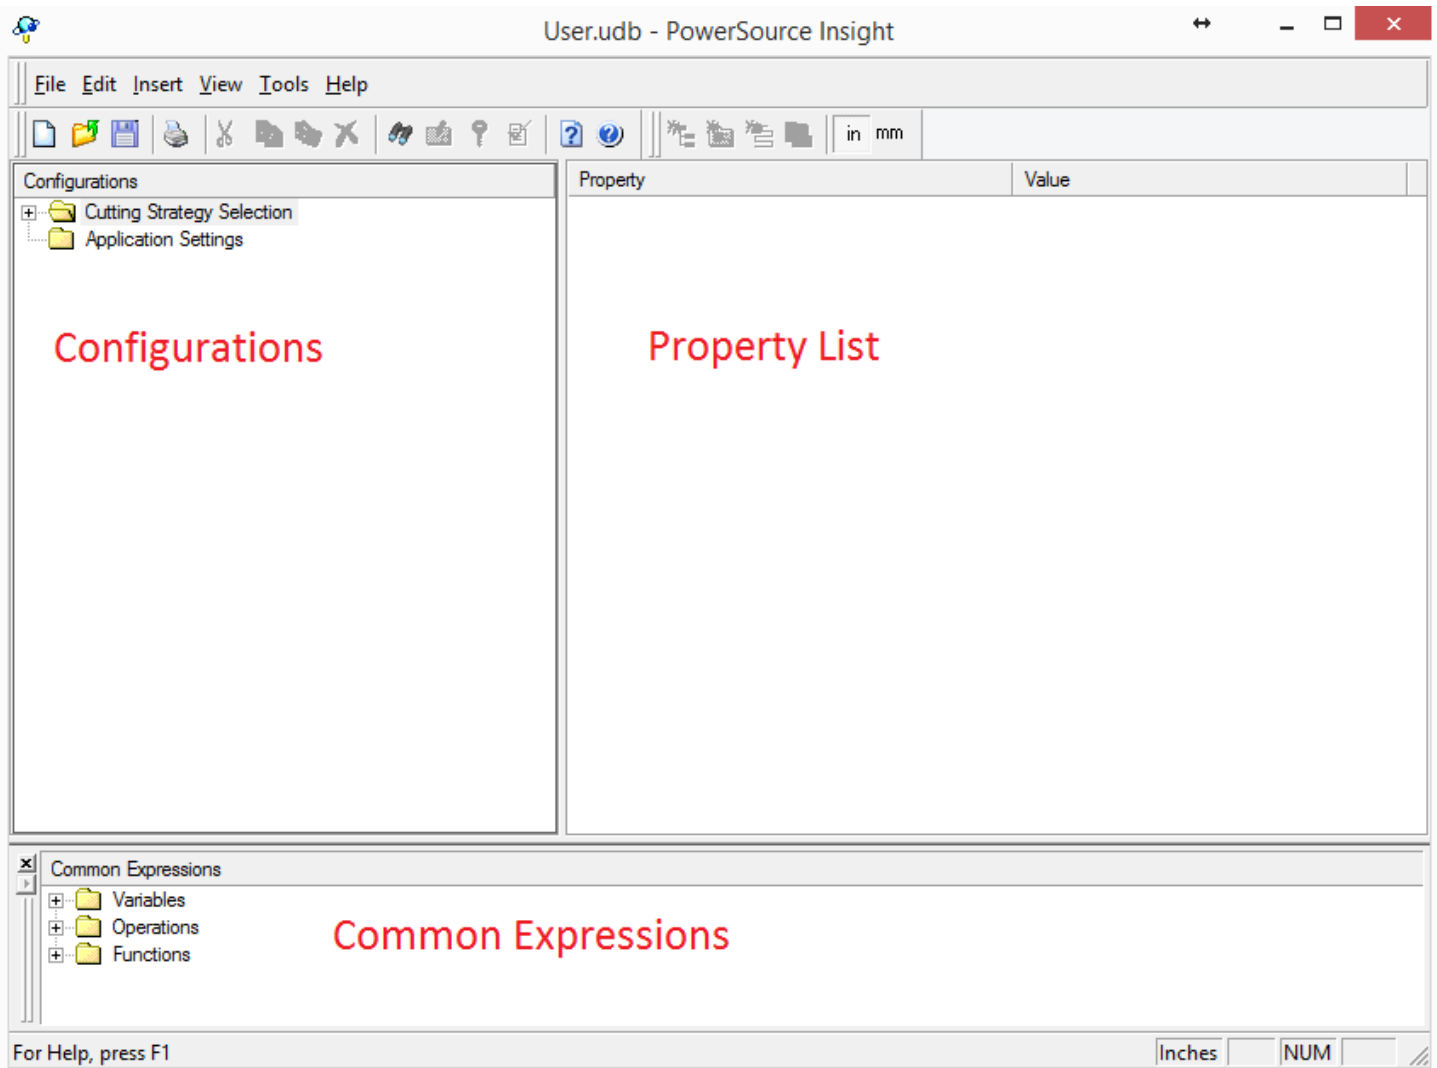 User.udb - PowerSource Insight
File Edit Insert View Tools Help
in mm
Configurations
Property Value
Cutting Strategy Selection
Application Settings
Configurations
Property List
Common Expressions
Variables
Operations
Functions
Common Expressions
For Help, press F1
Inches NUM